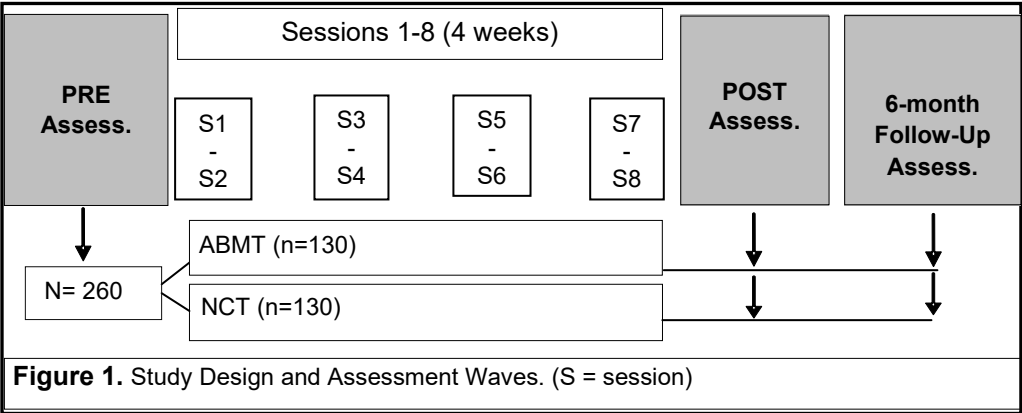 Sessions 1-8 (4 weeks)
PRE
Assess.
S1
-
S2
S3
-
S4
S5
-
S6
S7
-
S8
POST
Assess.
6-month
Follow-Up
Assess.
ABMT (n=130)
N= 260
NCT (n=130)
Figure 1. Study Design and Assessment Waves. (S = session)